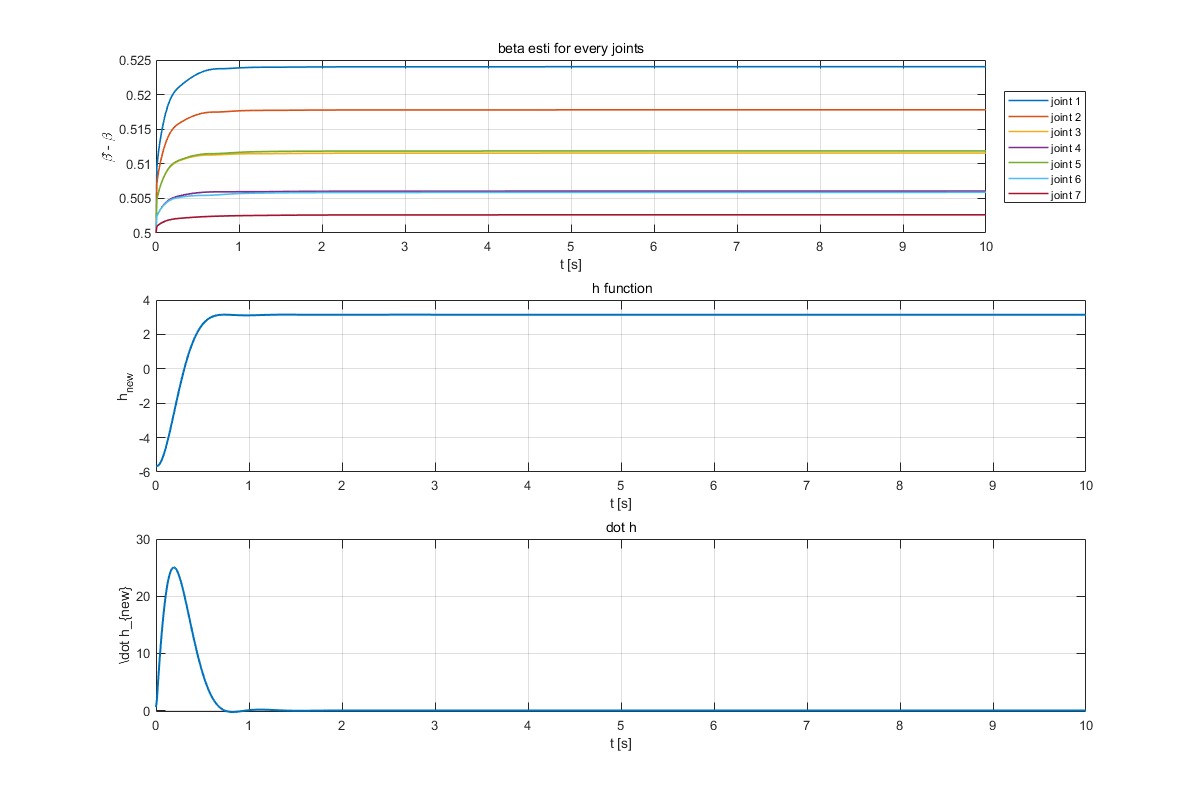 beta esti for every joints
0.525
0.52
0.515
0.51
0.505
0.5
β̂ - β
0 1 2 3 4 5 6 7 8 9 10
t [s]
joint 1
joint 2
joint 3
joint 4
joint 5
joint 6
joint 7
h function
4
2
0
-2
-4
-6
h_new
0 1 2 3 4 5 6 7 8 9 10
t [s]
dot h
30
20
10
0
\dot h_{new}
0 1 2 3 4 5 6 7 8 9 10
t [s]